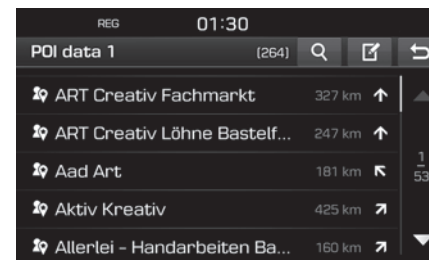 REG 01:30
POI data 1 (264)
ART Creativ Fachmarkt 327 km
ART Creativ Löhne Bastelf... 247 km
Aad Art 181 km
1
53
Aktiv Kreativ 425 km
Allerlei - Handarbeiten Ba... 160 km